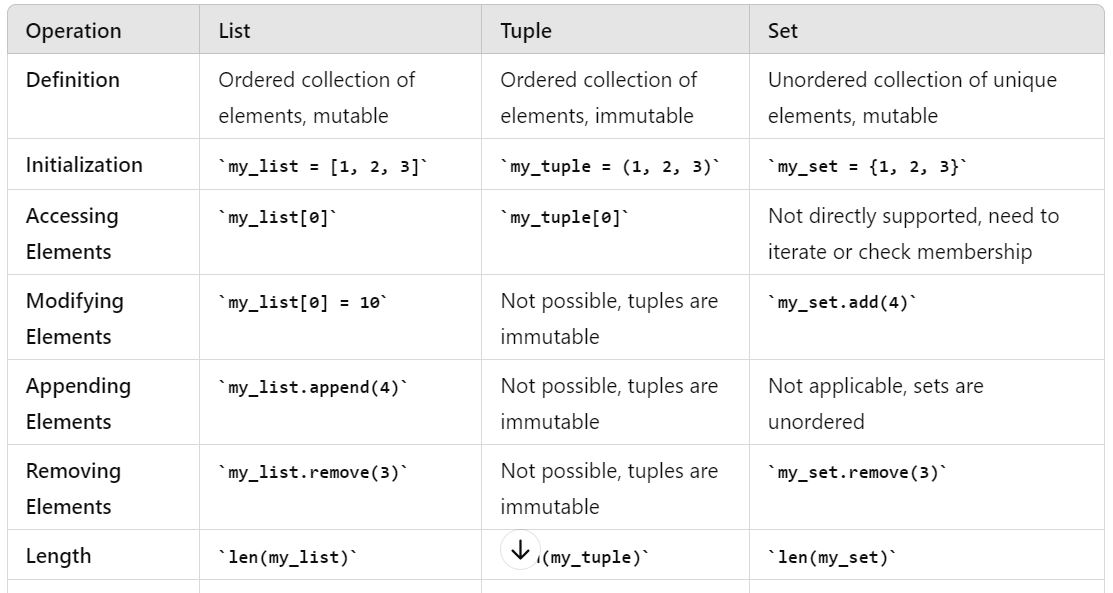 Operation List Tuple Set
Definition Ordered collection of elements, mutable Ordered collection of elements, immutable Unordered collection of unique elements, mutable
Initialization `my_list = [1, 2, 3]` `my_tuple = (1, 2, 3)` `my_set = {1, 2, 3}`
Accessing Elements `my_list[0]` `my_tuple[0]` Not directly supported, need to iterate or check membership
Modifying Elements `my_list[0] = 10` Not possible, tuples are immutable `my_set.add(4)`
Appending Elements `my_list.append(4)` Not possible, tuples are immutable Not applicable, sets are unordered
Removing Elements `my_list.remove(3)` Not possible, tuples are immutable `my_set.remove(3)`
Length `len(my_list)` (my_tuple)` `len(my_set)`